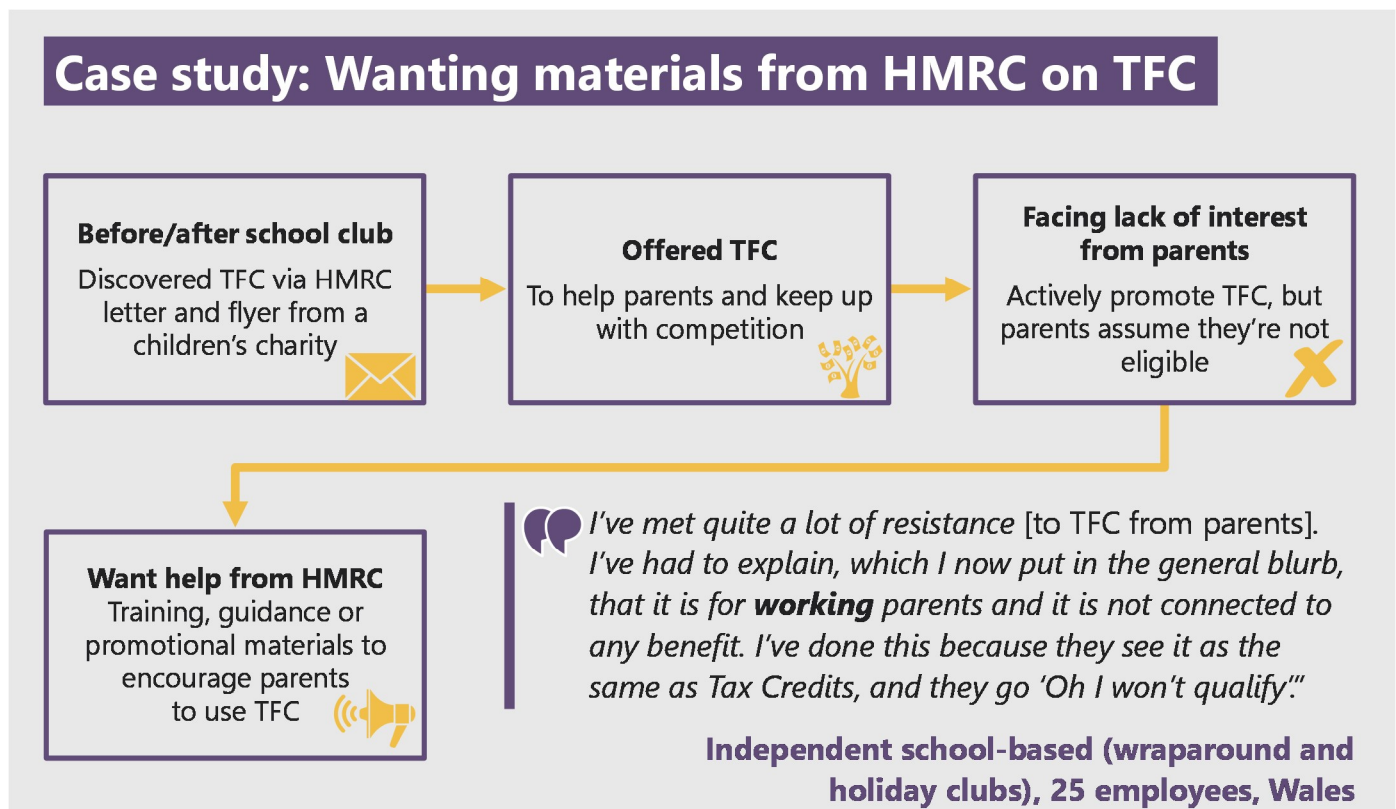 Case study: Wanting materials from HMRC on TFC
Before/after school club
Discovered TFC via HMRC
letter and flyer from a
children’s charity
Offered TFC
To help parents and keep up
with competition
Facing lack of interest
from parents
Actively promote TFC, but
parents assume they’re not
eligible
Want help from HMRC
Training, guidance or
promotional materials to
encourage parents
to use TFC
I’ve met quite a lot of resistance [to TFC from parents].
I’ve had to explain, which I now put in the general blurb,
that it is for working parents and it is not connected to
any benefit. I’ve done this because they see it as the
same as Tax Credits, and they go ‘Oh I won’t qualify’.”
Independent school-based (wraparound and
holiday clubs), 25 employees, Wales